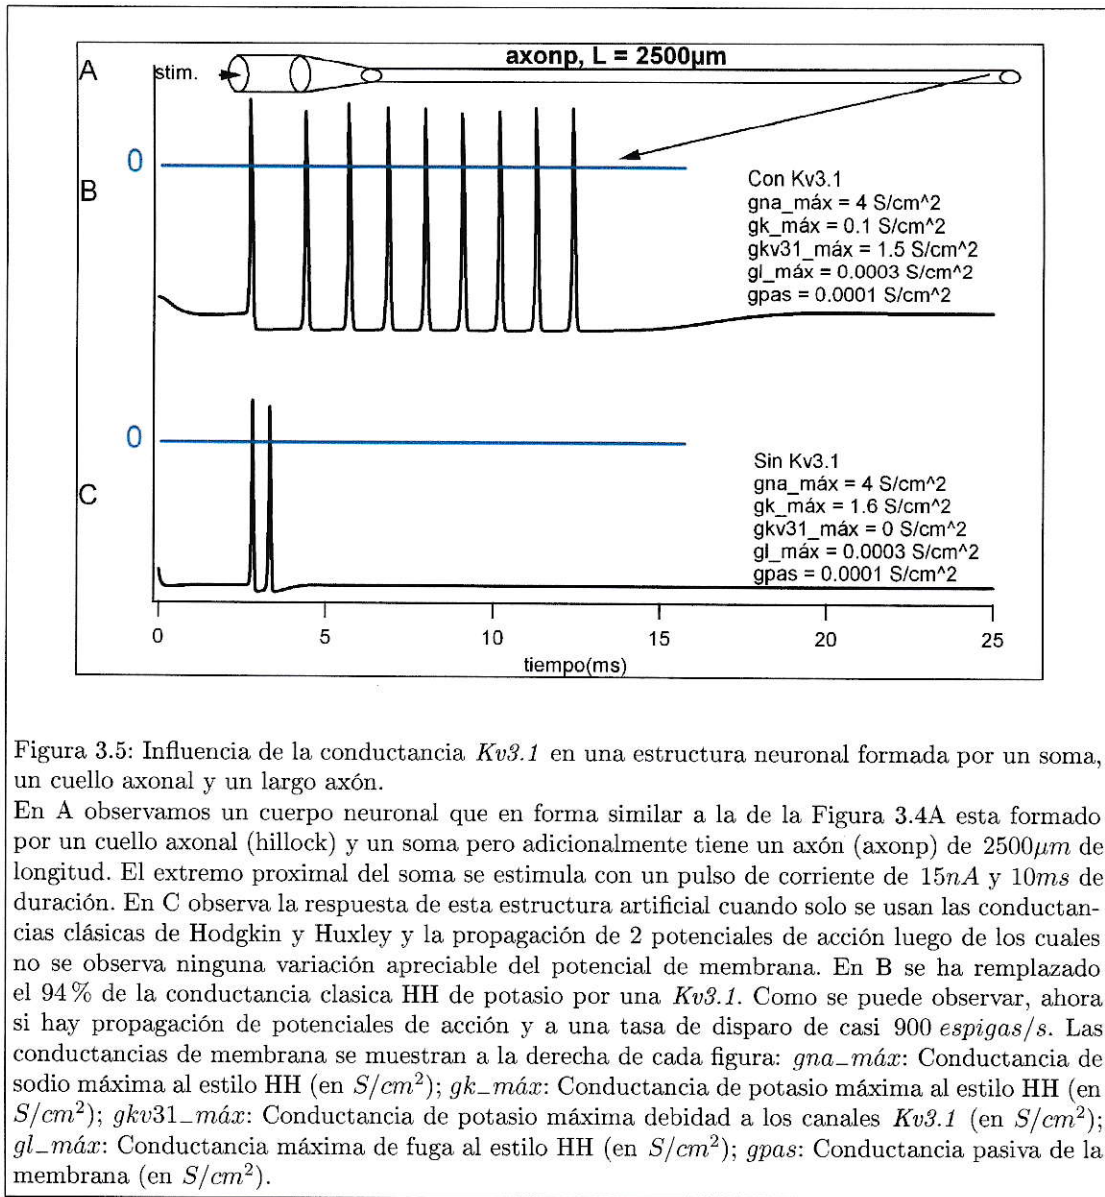 A
stim.
axonp, L = 2500µm
0
B
Con Kv3.1
gna_máx = 4 S/cm^2
gk_máx = 0.1 S/cm^2
gkv31_máx = 1.5 S/cm^2
gl_máx = 0.0003 S/cm^2
gpas = 0.0001 S/cm^2
0
C
Sin Kv3.1
gna_máx = 4 S/cm^2
gk_máx = 1.6 S/cm^2
gkv31_máx = 0 S/cm^2
gl_máx = 0.0003 S/cm^2
gpas = 0.0001 S/cm^2
0 5 10 15 20 25
tiempo(ms)
Figura 3.5: Influencia de la conductancia Kv3.1 en una estructura neuronal formada por un soma,
un cuello axonal y un largo axón.
En A observamos un cuerpo neuronal que en forma similar a la de la Figura 3.4A esta formado
por un cuello axonal (hillock) y un soma pero adicionalmente tiene un axón (axonp) de 2500µm de
longitud. El extremo proximal del soma se estimula con un pulso de corriente de 15nA y 10ms de
duración. En C observa la respuesta de esta estructura artificial cuando solo se usan las conductan-
cias clásicas de Hodgkin y Huxley y la propagación de 2 potenciales de acción luego de los cuales
no se observa ninguna variación apreciable del potencial de membrana. En B se ha remplazado
el 94% de la conductancia clasica HH de potasio por una Kv3.1. Como se puede observar, ahora
si hay propagación de potenciales de acción y a una tasa de disparo de casi 900 espigas/s. Las
conductancias de membrana se muestran a la derecha de cada figura: gna_máx: Conductancia de
sodio máxima al estilo HH (en S/cm²); gk_máx: Conductancia de potasio máxima al estilo HH (en
S/cm²); gkv31_máx: Conductancia de potasio máxima debidad a los canales Kv3.1 (en S/cm²);
gl_máx: Conductancia máxima de fuga al estilo HH (en S/cm²); gpas: Conductancia pasiva de la
membrana (en S/cm²).